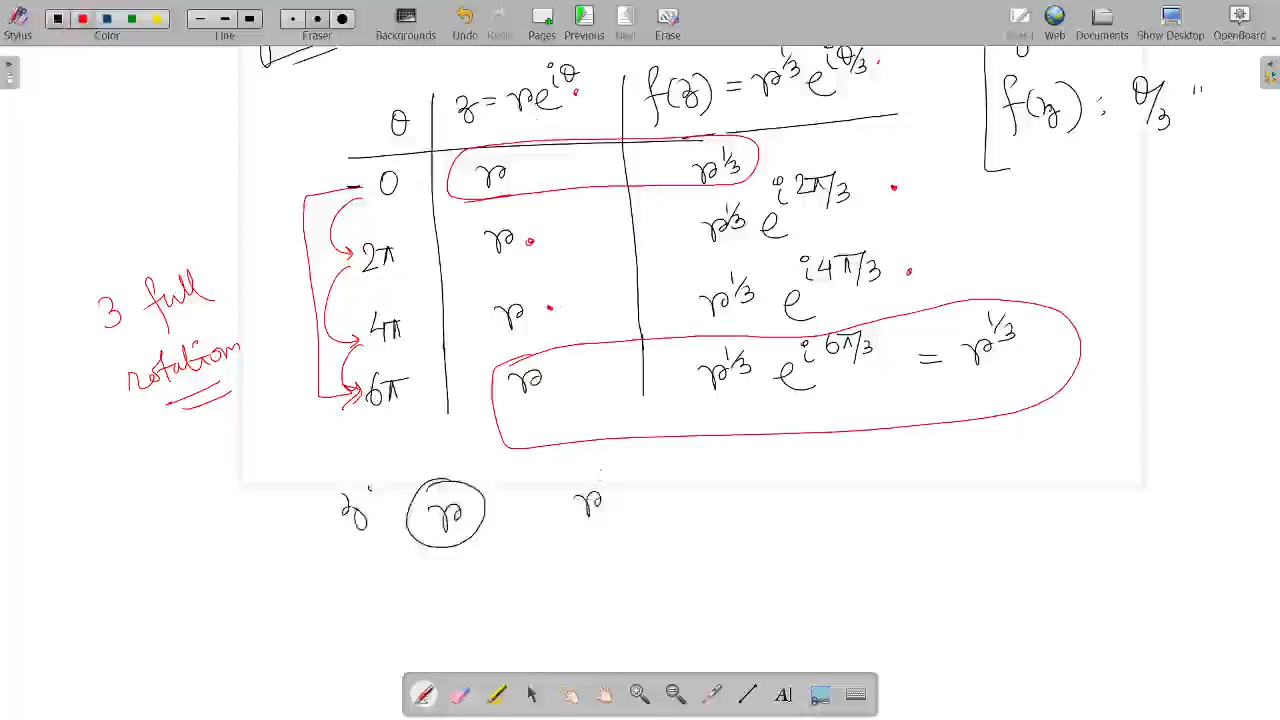 Stylus Color Line Eraser Backgrounds Undo Redo Pages Previous Next Erase Board Web Documents Show Desktop OpenBoard
θ z = re^{iθ} f(z) = r^{1/3} e^{iθ/3}
f(z) : θ/3 "
0 r r^{1/3}
2π r r^{1/3} e^{i2π/3}
4π r r^{1/3} e^{i4π/3}
6π r r^{1/3} e^{i6π/3} = r^{1/3}
3 full
rotation
z r r